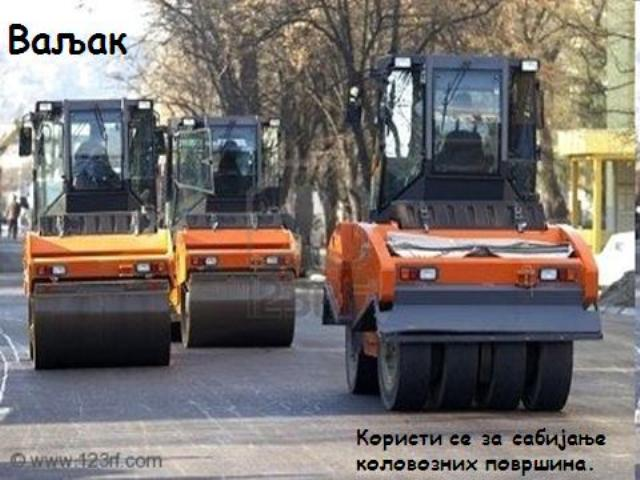 Ваљак
Користи се за сабијање
коловозних површина.
© www.123rf.com